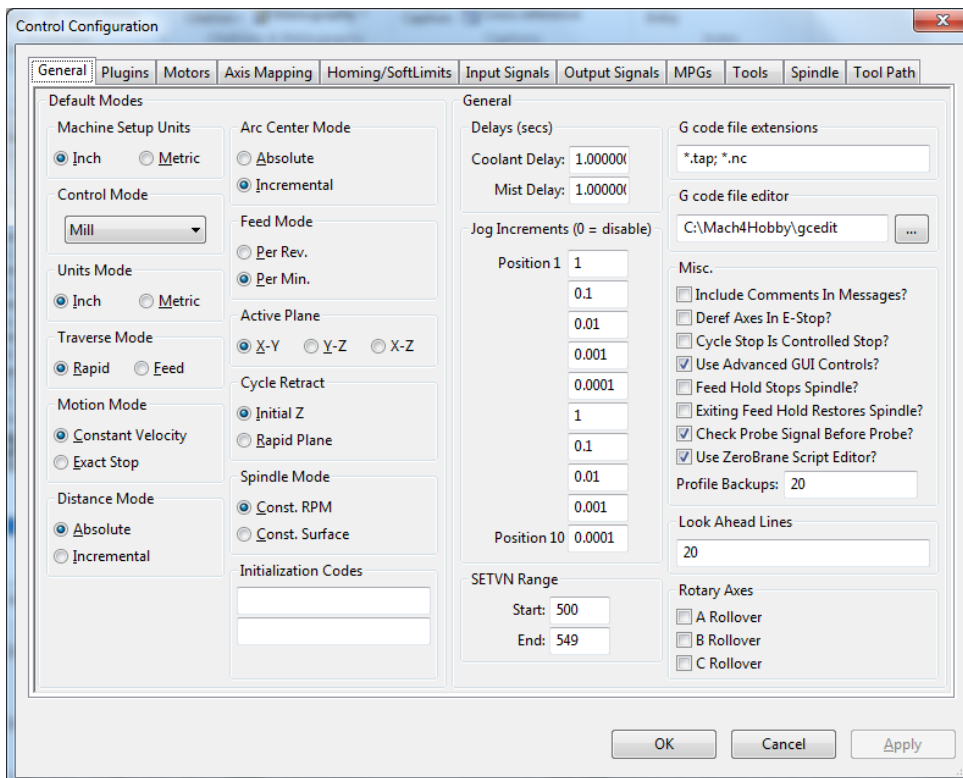 Control Configuration
General Plugins Motors Axis Mapping Homing/SoftLimits Input Signals Output Signals MPGs Tools Spindle Tool Path
Default Modes
Machine Setup Units
Inch Metric
Control Mode
Mill
Units Mode
Inch Metric
Traverse Mode
Rapid Feed
Motion Mode
Constant Velocity
Exact Stop
Distance Mode
Absolute
Incremental
Arc Center Mode
Absolute
Incremental
Feed Mode
Per Rev.
Per Min.
Active Plane
X-Y Y-Z X-Z
Cycle Retract
Initial Z
Rapid Plane
Spindle Mode
Const. RPM
Const. Surface
Initialization Codes
General
Delays (secs)
Coolant Delay: 1.00000
Mist Delay: 1.00000
Jog Increments (0 = disable)
Position 1 1
0.1
0.01
0.001
0.0001
1
0.1
0.01
0.001
Position 10 0.0001
SETVN Range
Start: 500
End: 549
G code file extensions
*.tap; *.nc
G code file editor
C:\Mach4Hobby\gcedit ...
Misc.
Include Comments In Messages?
Deref Axes In E-Stop?
Cycle Stop Is Controlled Stop?
Use Advanced GUI Controls?
Feed Hold Stops Spindle?
Exiting Feed Hold Restores Spindle?
Check Probe Signal Before Probe?
Use ZeroBrane Script Editor?
Profile Backups: 20
Look Ahead Lines
20
Rotary Axes
A Rollover
B Rollover
C Rollover
OK Cancel Apply